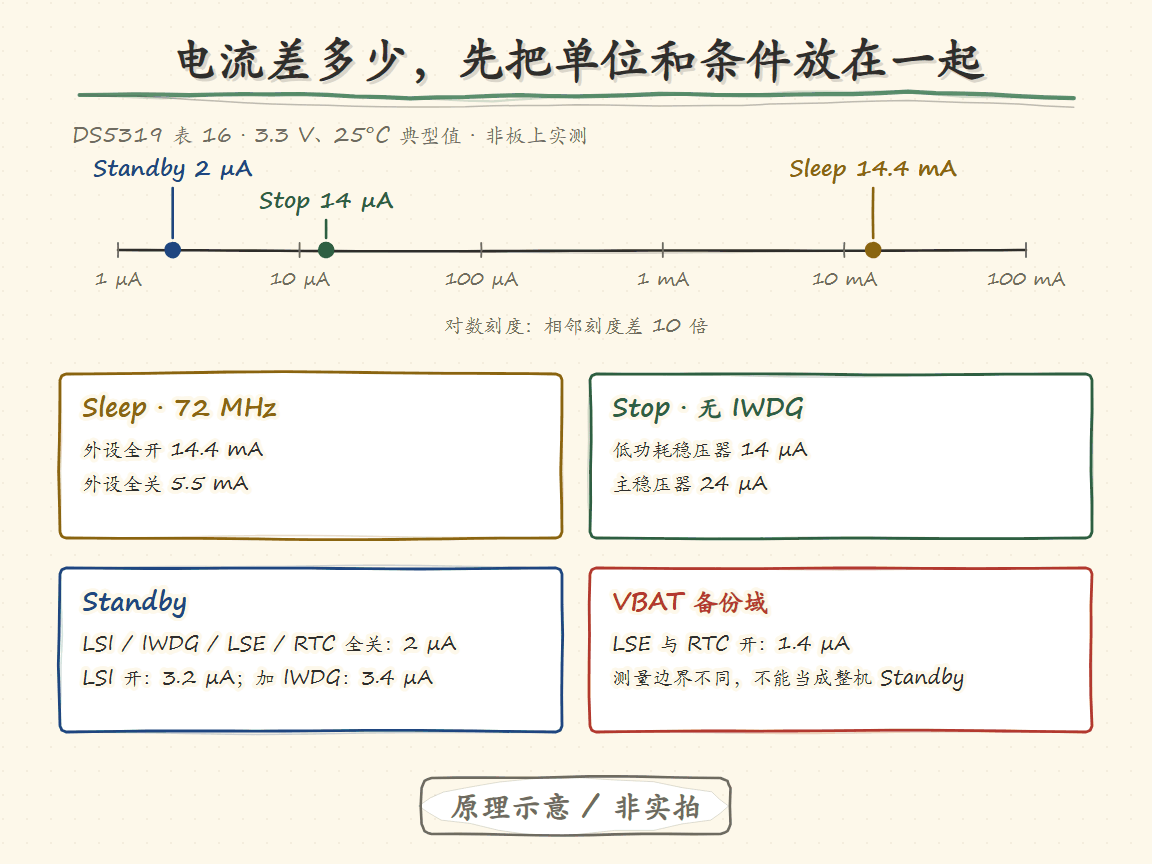 电流差多少，先把单位和条件放在一起
DS5319 表 16 · 3.3 V、25°C 典型值 · 非板上实测
Standby 2 μA
Sleep 14.4 mA
Stop 14 μA
1 μA
10 μA
100 μA
1 mA
10 mA
100 mA
对数刻度：相邻刻度差 10 倍
Sleep · 72 MHz
外设全开 14.4 mA
外设全关 5.5 mA
Stop · 无 IWDG
低功耗稳压器 14 μA
主稳压器 24 μA
Standby
LSI / IWDG / LSE / RTC 全关：2 μA
LSI 开：3.2 μA；加 IWDG：3.4 μA
VBAT 备份域
LSE 与 RTC 开：1.4 μA
测量边界不同，不能当成整机 Standby
原理示意 / 非实拍